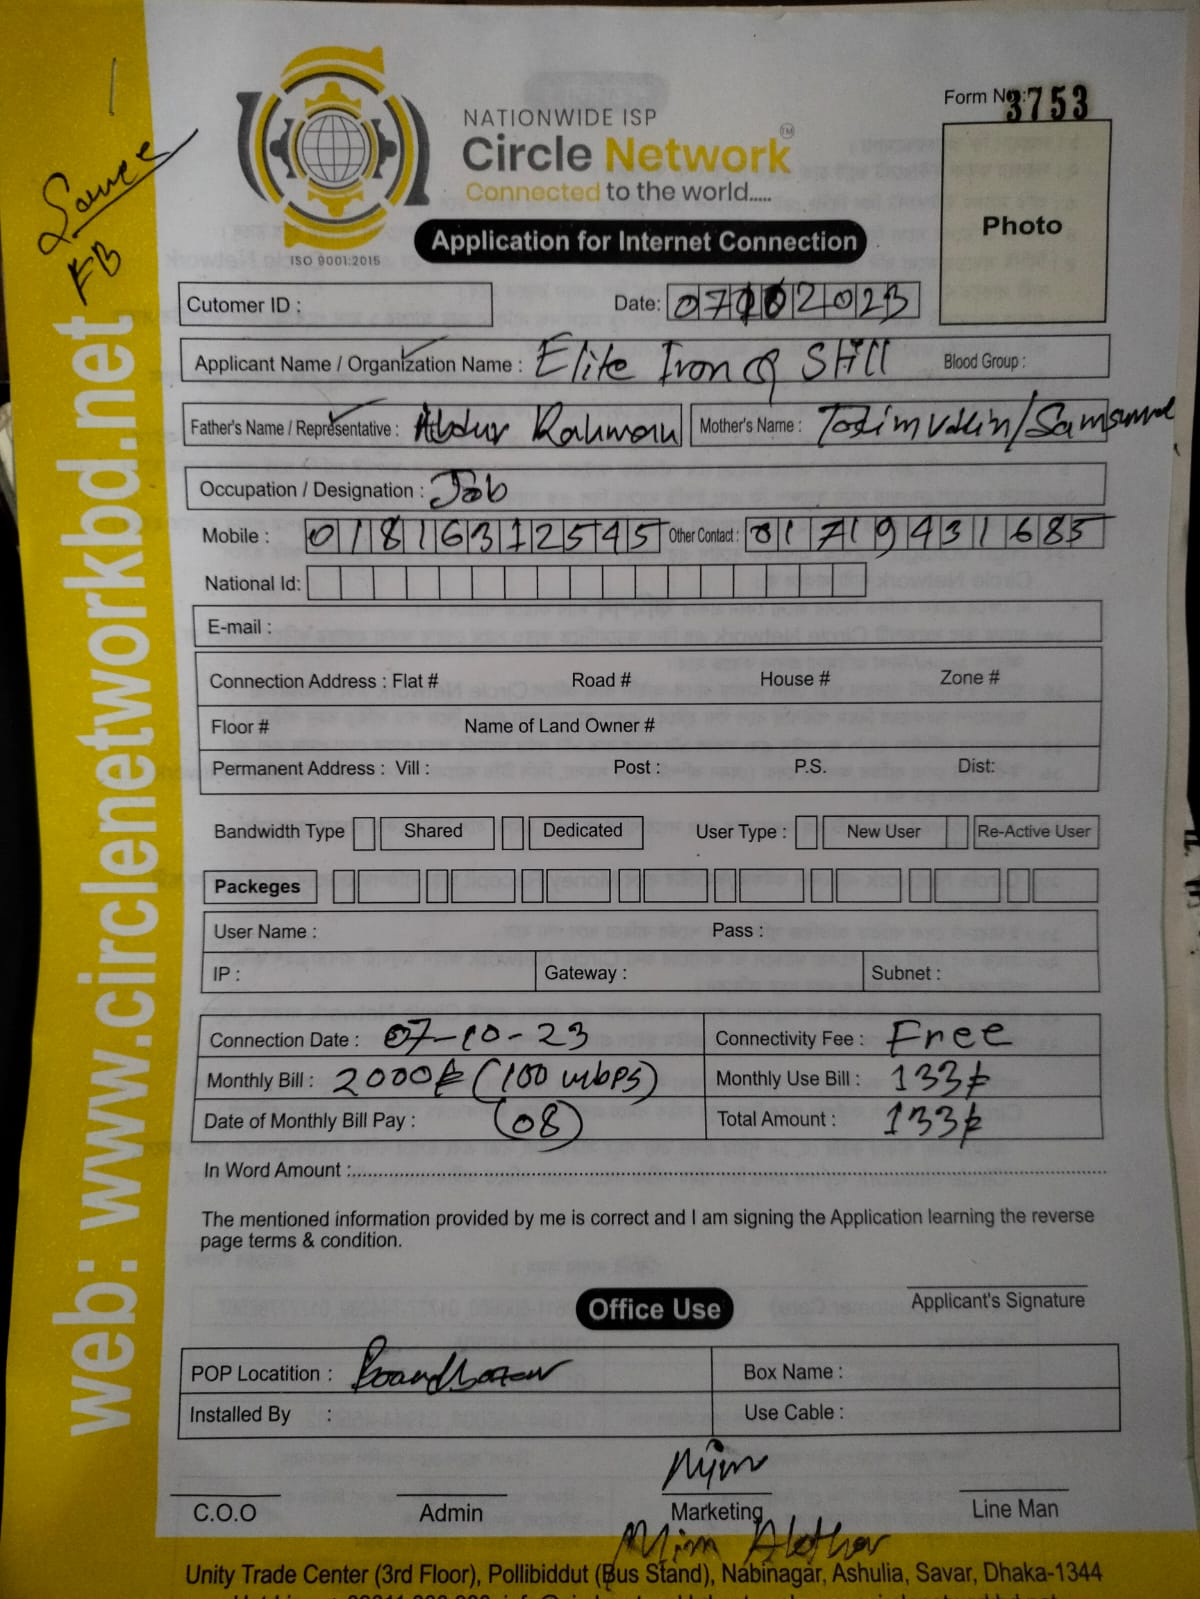 Source
FB
web: www.circlenetworkbd.net
NATIONWIDE ISP
Circle Network TM
Connected to the world.....
ISO 9001:2015
Form No: 3753
Photo
Application for Internet Connection
Cutomer ID : Date: 07102023
Applicant Name / Organization Name : Elite Iron & Still Blood Group :
Father's Name / Representative : Abdur Rahman Mother's Name :
Occupation / Designation : Job
Mobile : 01816312545 Other Contact : 01719431685
National Id:
E-mail :
Connection Address : Flat # Road # House # Zone #
Floor # Name of Land Owner #
Permanent Address : Vill : Post : P.S. Dist:
Bandwidth Type Shared Dedicated User Type : New User Re-Active User
Packeges
User Name : Pass :
IP : Gateway : Subnet :
Connection Date : 07-10-23 Connectivity Fee : Free
Monthly Bill : 2000৳ (100 mbps) Monthly Use Bill : 133৳
Date of Monthly Bill Pay : (08) Total Amount : 133৳
In Word Amount :
The mentioned information provided by me is correct and I am signing the Application learning the reverse
page terms & condition.
Applicant's Signature
Office Use
POP Locatition : Boardbazar Box Name :
Installed By : Use Cable :
Mim
C.O.O Admin Marketing Line Man
Mim Akthar
Unity Trade Center (3rd Floor), Pollibiddut (Bus Stand), Nabinagar, Ashulia, Savar, Dhaka-1344